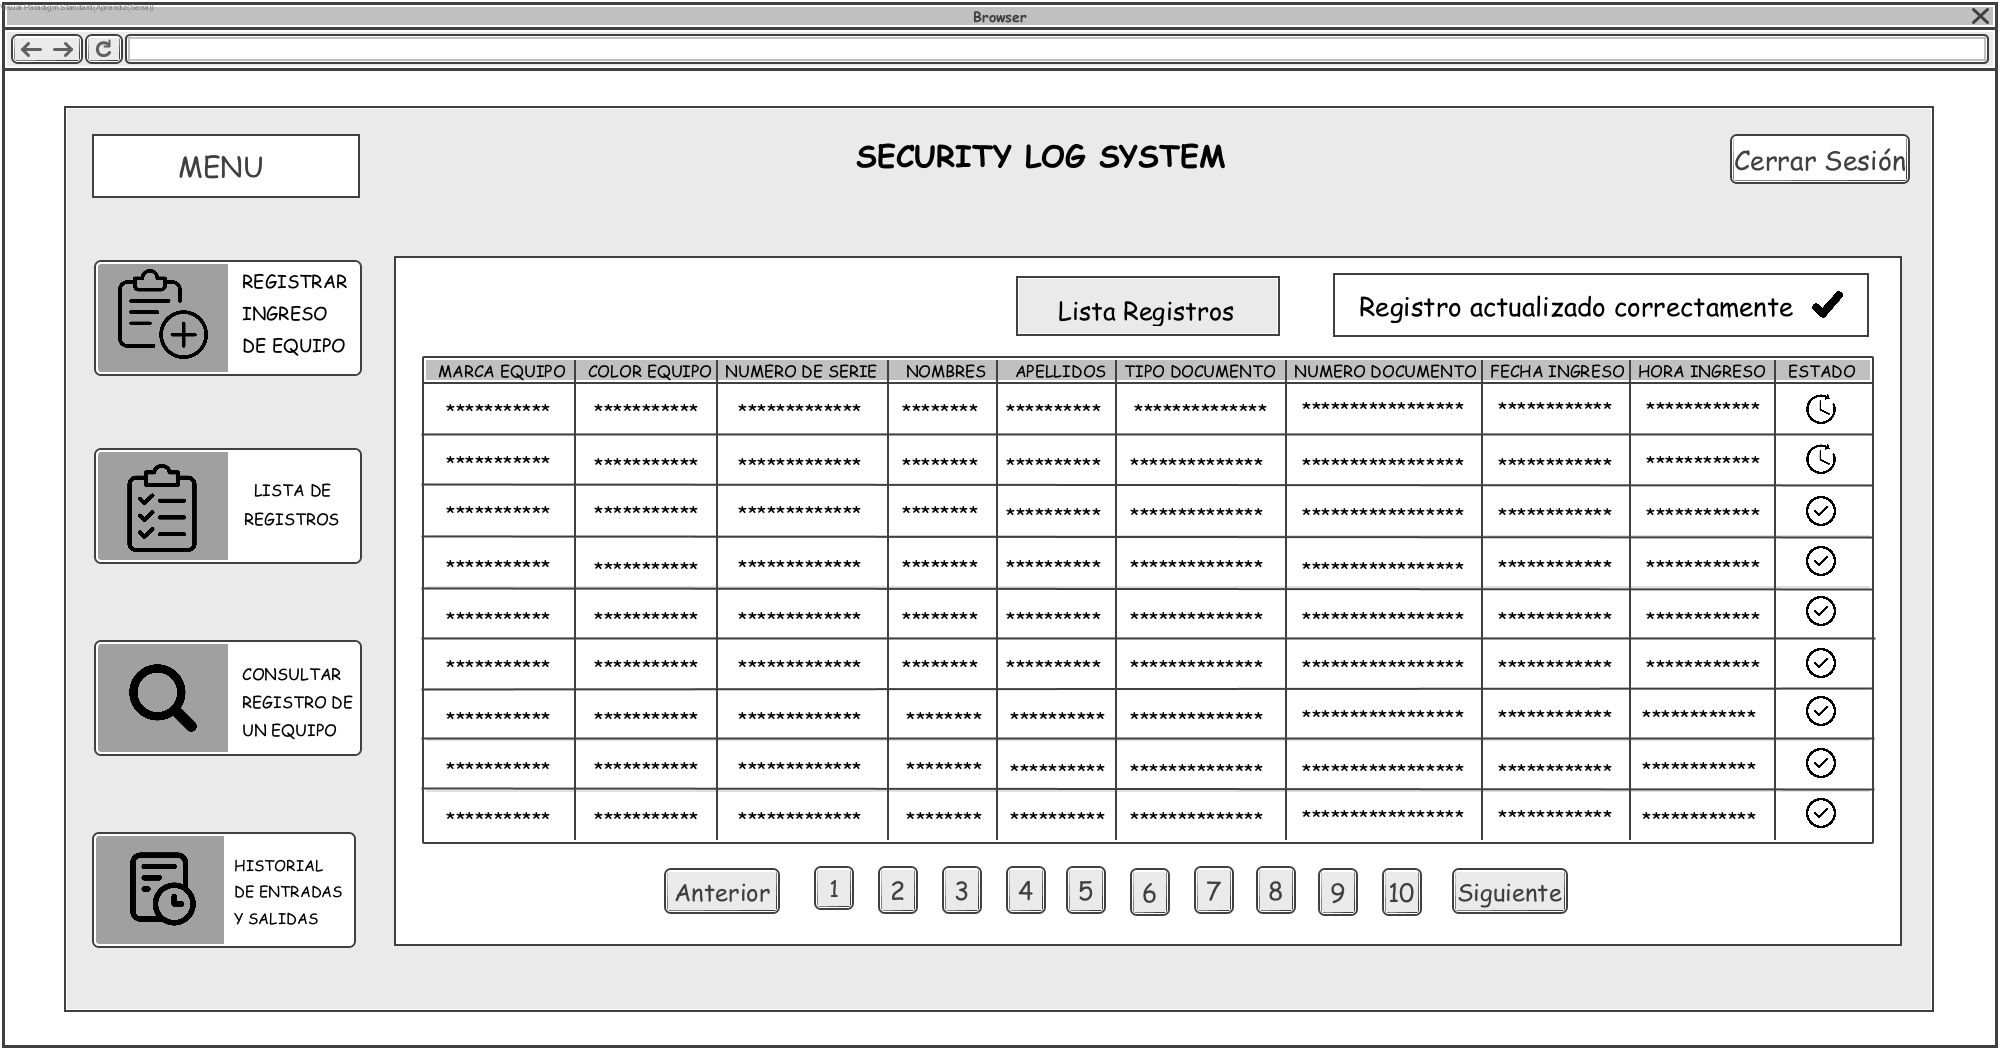 Visual Paradigm Standard(Aprendiz(Sena))
Browser
MENU
SECURITY LOG SYSTEM
Cerrar Sesión
REGISTRAR
INGRESO
DE EQUIPO
LISTA DE
REGISTROS
CONSULTAR
REGISTRO DE
UN EQUIPO
HISTORIAL
DE ENTRADAS
Y SALIDAS
Lista Registros
Registro actualizado correctamente
MARCA EQUIPO COLOR EQUIPO NUMERO DE SERIE NOMBRES APELLIDOS TIPO DOCUMENTO NUMERO DOCUMENTO FECHA INGRESO HORA INGRESO ESTADO
*********** *********** ************* ******** ********** ************** ***************** ************ ************
*********** *********** ************* ******** ********** ************** ***************** ************ ************
*********** *********** ************* ******** ********** ************** ***************** ************ ************
*********** *********** ************* ******** ********** ************** ***************** ************ ************
*********** *********** ************* ******** ********** ************** ***************** ************ ************
*********** *********** ************* ******** ********** ************** ***************** ************ ************
*********** *********** ************* ******** ********** ************** ***************** ************ ************
*********** *********** ************* ******** ********** ************** ***************** ************ ************
*********** *********** ************* ******** ********** ************** ***************** ************ ************
Anterior 1 2 3 4 5 6 7 8 9 10 Siguiente